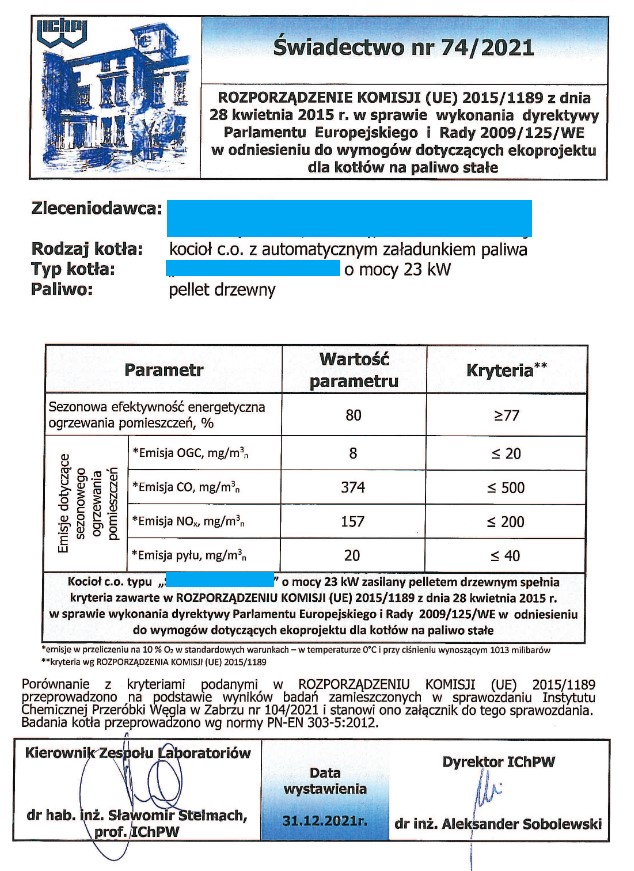 IChPW
Świadectwo nr 74/2021
ROZPORZĄDZENIE KOMISJI (UE) 2015/1189 z dnia
28 kwietnia 2015 r. w sprawie wykonania dyrektywy
Parlamentu Europejskiego i Rady 2009/125/WE
w odniesieniu do wymogów dotyczących ekoprojektu
dla kotłów na paliwo stałe
Zleceniodawca:
Rodzaj kotła: kocioł c.o. z automatycznym załadunkiem paliwa
Typ kotła: „ o mocy 23 kW
Paliwo: pellet drzewny
Parametr Wartość parametru Kryteria**
Sezonowa efektywność energetyczna ogrzewania pomieszczeń, % 80 ≥77
Emisje dotyczące sezonowego ogrzewania pomieszczeń
*Emisja OGC, mg/m³ₙ 8 ≤ 20
*Emisja CO, mg/m³ₙ 374 ≤ 500
*Emisja NOₓ, mg/m³ₙ 157 ≤ 200
*Emisja pyłu, mg/m³ₙ 20 ≤ 40
Kocioł c.o. typu „ ” o mocy 23 kW zasilany pelletem drzewnym spełnia
kryteria zawarte w ROZPORZĄDZENIU KOMISJI (UE) 2015/1189 z dnia 28 kwietnia 2015 r.
w sprawie wykonania dyrektywy Parlamentu Europejskiego i Rady 2009/125/WE w odniesieniu
do wymogów dotyczących ekoprojektu dla kotłów na paliwo stałe
*emisje w przeliczeniu na 10 % O₂ w standardowych warunkach – w temperaturze 0°C i przy ciśnieniu wynoszącym 1013 milibarów
**kryteria wg ROZPORZĄDZENIA KOMISJI (UE) 2015/1189
Porównanie z kryteriami podanymi w ROZPORZĄDZENIU KOMISJI (UE) 2015/1189
przeprowadzono na podstawie wyników badań zamieszczonych w sprawozdaniu Instytutu
Chemicznej Przeróbki Węgla w Zabrzu nr 104/2021 i stanowi ono załącznik do tego sprawozdania.
Badania kotła przeprowadzono wg normy PN-EN 303-5:2012.
Kierownik Zespołu Laboratoriów
dr hab. inż. Sławomir Stelmach,
prof. IChPW
Data
wystawienia
31.12.2021r.
Dyrektor IChPW
dr inż. Aleksander Sobolewski